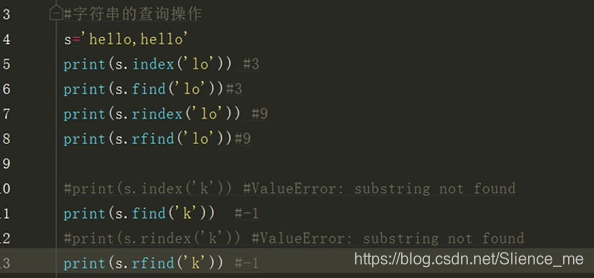 3 #字符串的查询操作
4 s='hello,hello'
5 print(s.index('lo')) #3
6 print(s.find('lo'))#3
7 print(s.rindex('lo')) #9
8 print(s.rfind('lo'))#9
9
10 #print(s.index('k')) #ValueError: substring not found
11 print(s.find('k')) #-1
12 #print(s.rindex('k')) #ValueError: substring not found
13 print(s.rfind('k')) #-1
https://blog.csdn.net/Slience_me